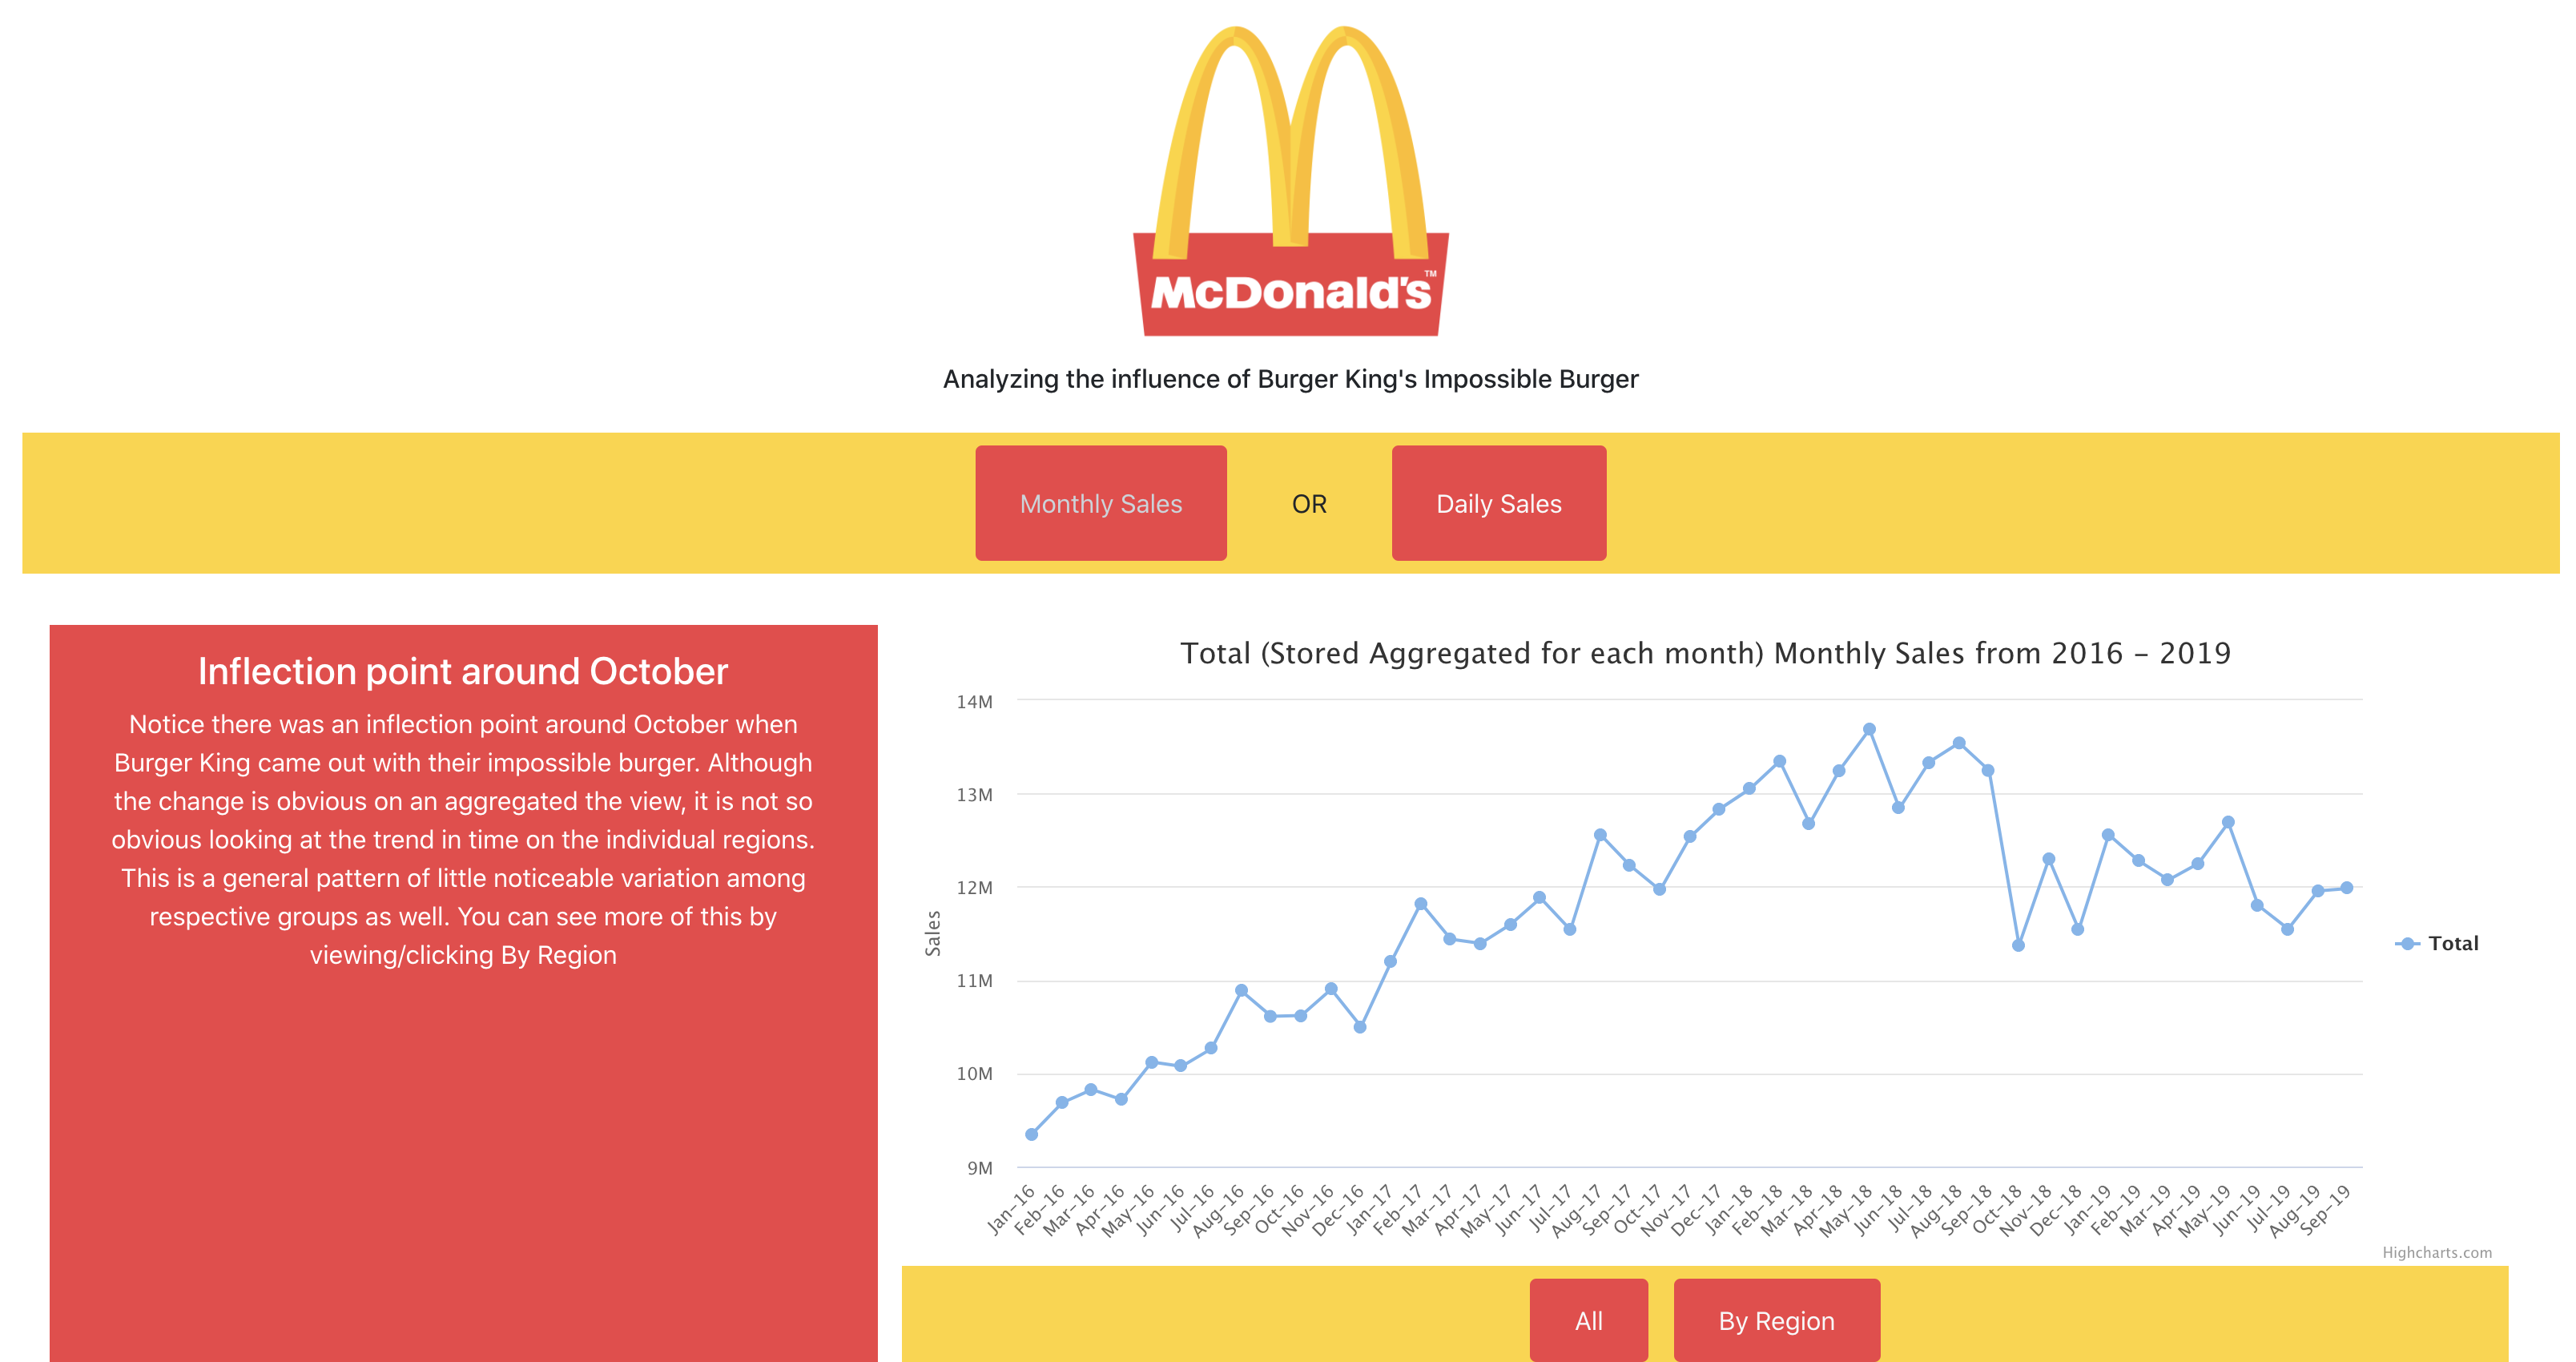 McDonald's™
Analyzing the influence of Burger King's Impossible Burger
Monthly Sales
OR
Daily Sales
Inflection point around October
Notice there was an inflection point around October when
Burger King came out with their impossible burger. Although
the change is obvious on an aggregated the view, it is not so
obvious looking at the trend in time on the individual regions.
This is a general pattern of little noticeable variation among
respective groups as well. You can see more of this by
viewing/clicking By Region
Total (Stored Aggregated for each month) Monthly Sales from 2016 – 2019
14M
13M
12M
11M
10M
9M
Sales
Jan–16
Feb–16
Mar–16
Apr–16
May–16
Jun–16
Jul–16
Aug–16
Sep–16
Oct–16
Nov–16
Dec–16
Jan–17
Feb–17
Mar–17
Apr–17
May–17
Jun–17
Jul–17
Aug–17
Sep–17
Oct–17
Nov–17
Dec–17
Jan–18
Feb–18
Mar–18
Apr–18
May–18
Jun–18
Jul–18
Aug–18
Sep–18
Oct–18
Nov–18
Dec–18
Jan–19
Feb–19
Mar–19
Apr–19
May–19
Jun–19
Jul–19
Aug–19
Sep–19
Total
Highcharts.com
All
By Region